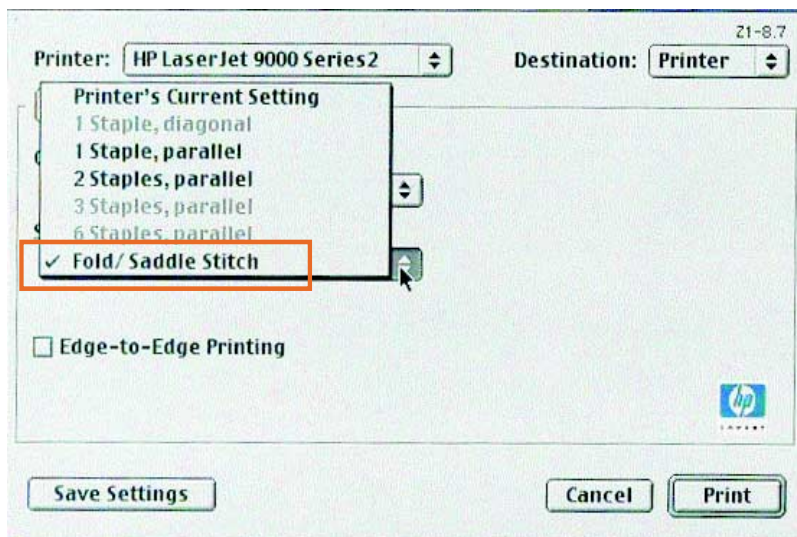 Z1-8.7
Printer: HP LaserJet 9000 Series2 Destination: Printer
Printer's Current Setting
1 Staple, diagonal
1 Staple, parallel
2 Staples, parallel
3 Staples, parallel
6 Staples, parallel
✓ Fold/ Saddle Stitch
Edge-to-Edge Printing
hp
invent
Save Settings Cancel Print